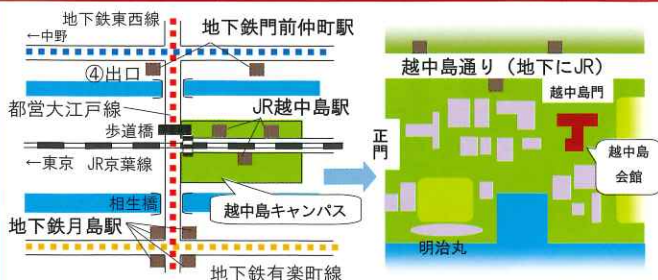 地下鉄東西線
←中野
地下鉄門前仲町駅
④出口
都営大江戸線
JR越中島駅
歩道橋
←東京 JR京葉線
相生橋
越中島キャンパス
地下鉄月島駅
地下鉄有楽町線
越中島通り（地下にJR）
越中島門
正門
越中島
会館
明治丸